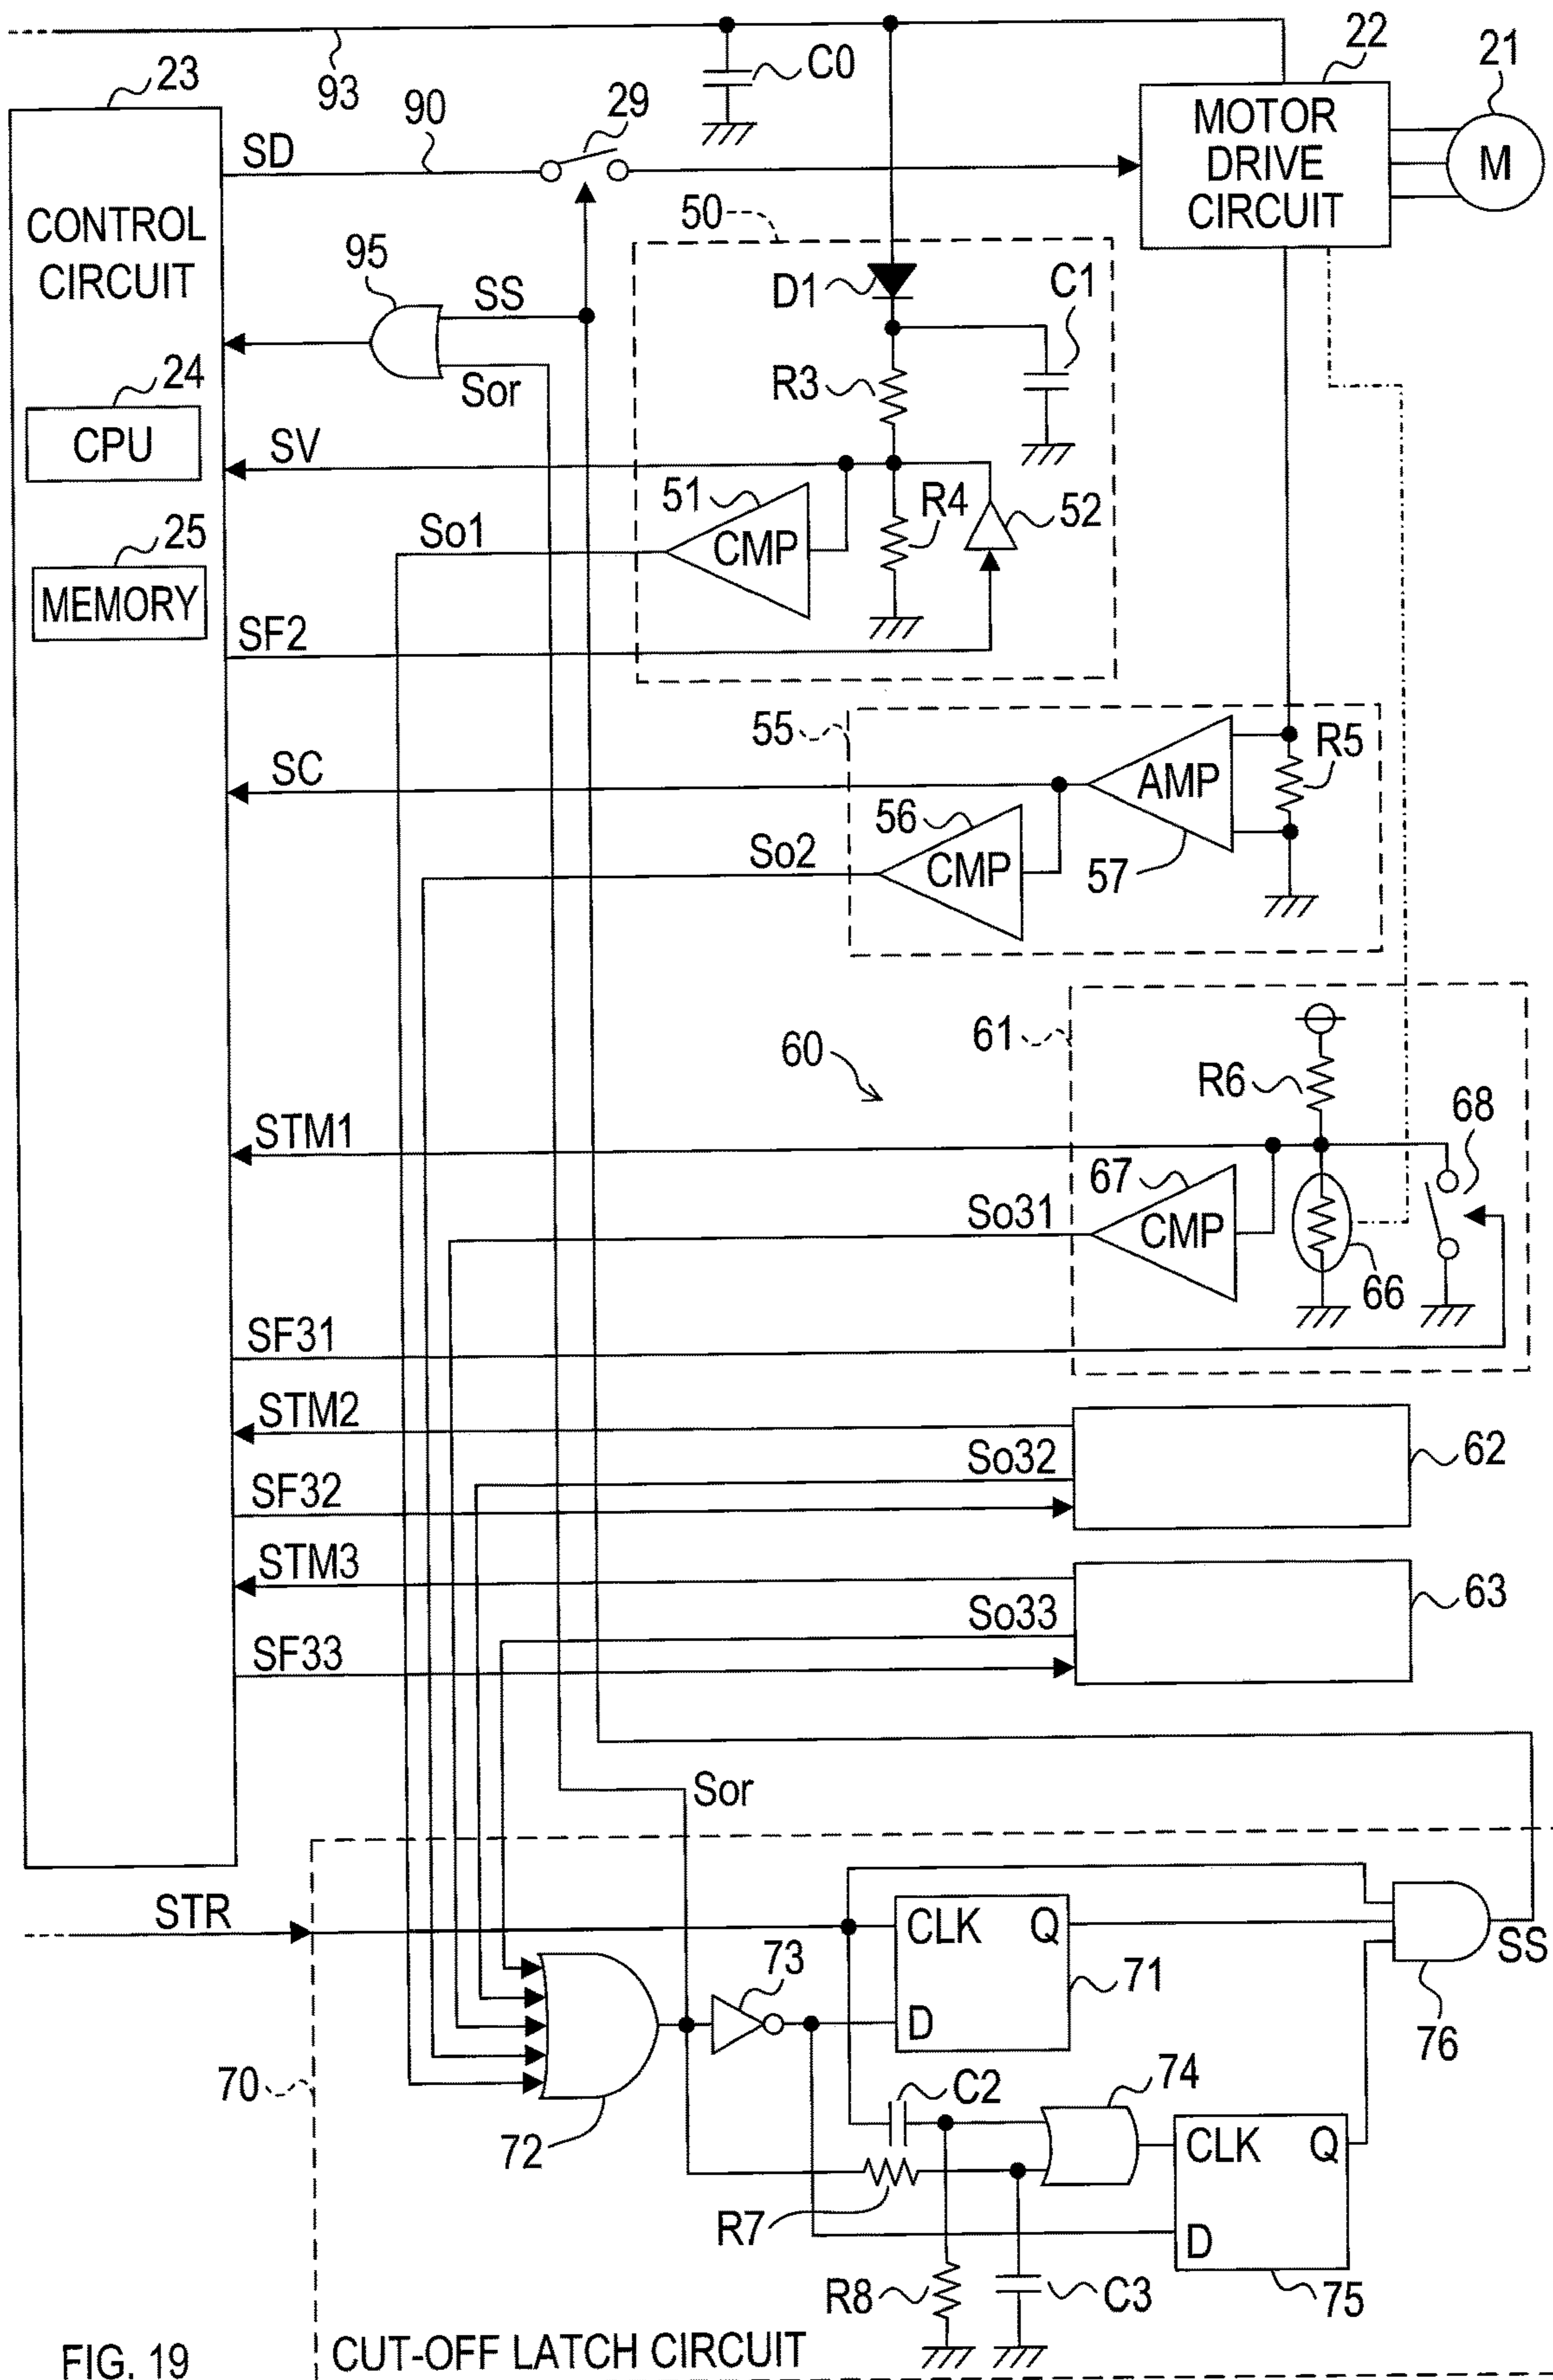 93
C0
22
21
23
90
29
SD
MOTOR
DRIVE
CIRCUIT
M
CONTROL
CIRCUIT
50
95
SS
D1
C1
24
Sor
R3
CPU
SV
51
R4
52
25
So1
CMP
MEMORY
SF2
55
R5
SC
AMP
56
So2
CMP
57
61
60
R6
68
STM1
67
So31
CMP
66
SF31
STM2
So32
62
SF32
STM3
So33
63
SF33
Sor
STR
CLK
Q
SS
73
71
D
76
70
C2
74
72
CLK
Q
R7
D
R8
C3
75
FIG. 19
CUT-OFF LATCH CIRCUIT